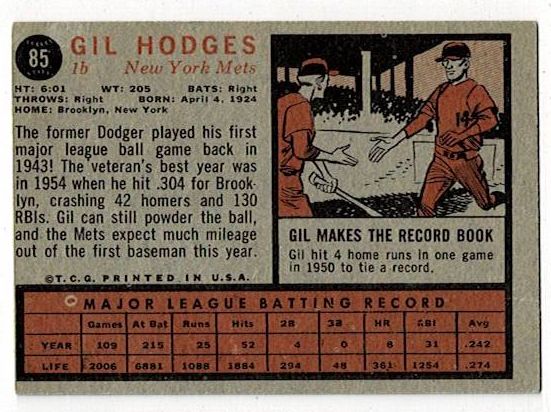 85
GIL HODGES
1b New York Mets
HT: 6:01 WT: 205 BATS: Right
THROWS: Right BORN: April 4, 1924
HOME: Brooklyn, New York
The former Dodger played his first
major league ball game back in
1943! The veteran's best year was
in 1954 when he hit .304 for Brook-
lyn, crashing 42 homers and 130
RBIs. Gil can still powder the ball,
and the Mets expect much mileage
out of the first baseman this year.
©T.C.G. PRINTED IN U.S.A.
14
GIL MAKES THE RECORD BOOK
Gil hit 4 home runs in one game
in 1950 to tie a record.
MAJOR LEAGUE BATTING RECORD
Games At Bat Runs Hits 2B 3B HR RBI Avg
YEAR 109 215 25 52 4 0 8 31 .242
LIFE 2006 6881 1088 1884 294 48 361 1254 .274